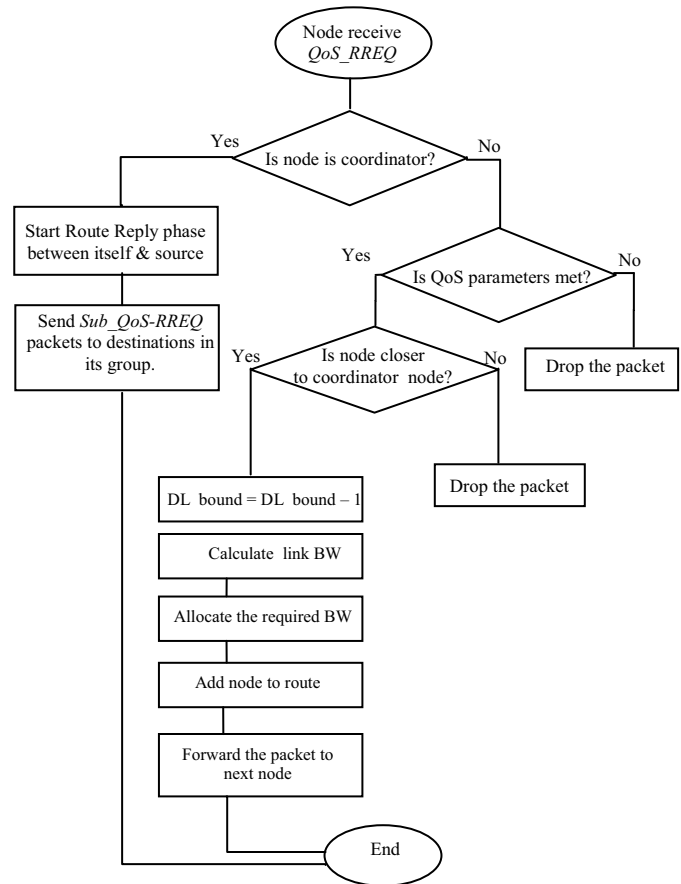 Node receive
QoS_RREQ
Yes
Is node is coordinator?
No
Start Route Reply phase
between itself & source
Yes
Is QoS parameters met?
No
Send Sub_QoS-RREQ
packets to destinations in
its group.
Yes
Is node closer
to coordinator node?
No
Drop the packet
DL bound = DL bound – 1
Drop the packet
Calculate link BW
Allocate the required BW
Add node to route
Forward the packet to
next node
End